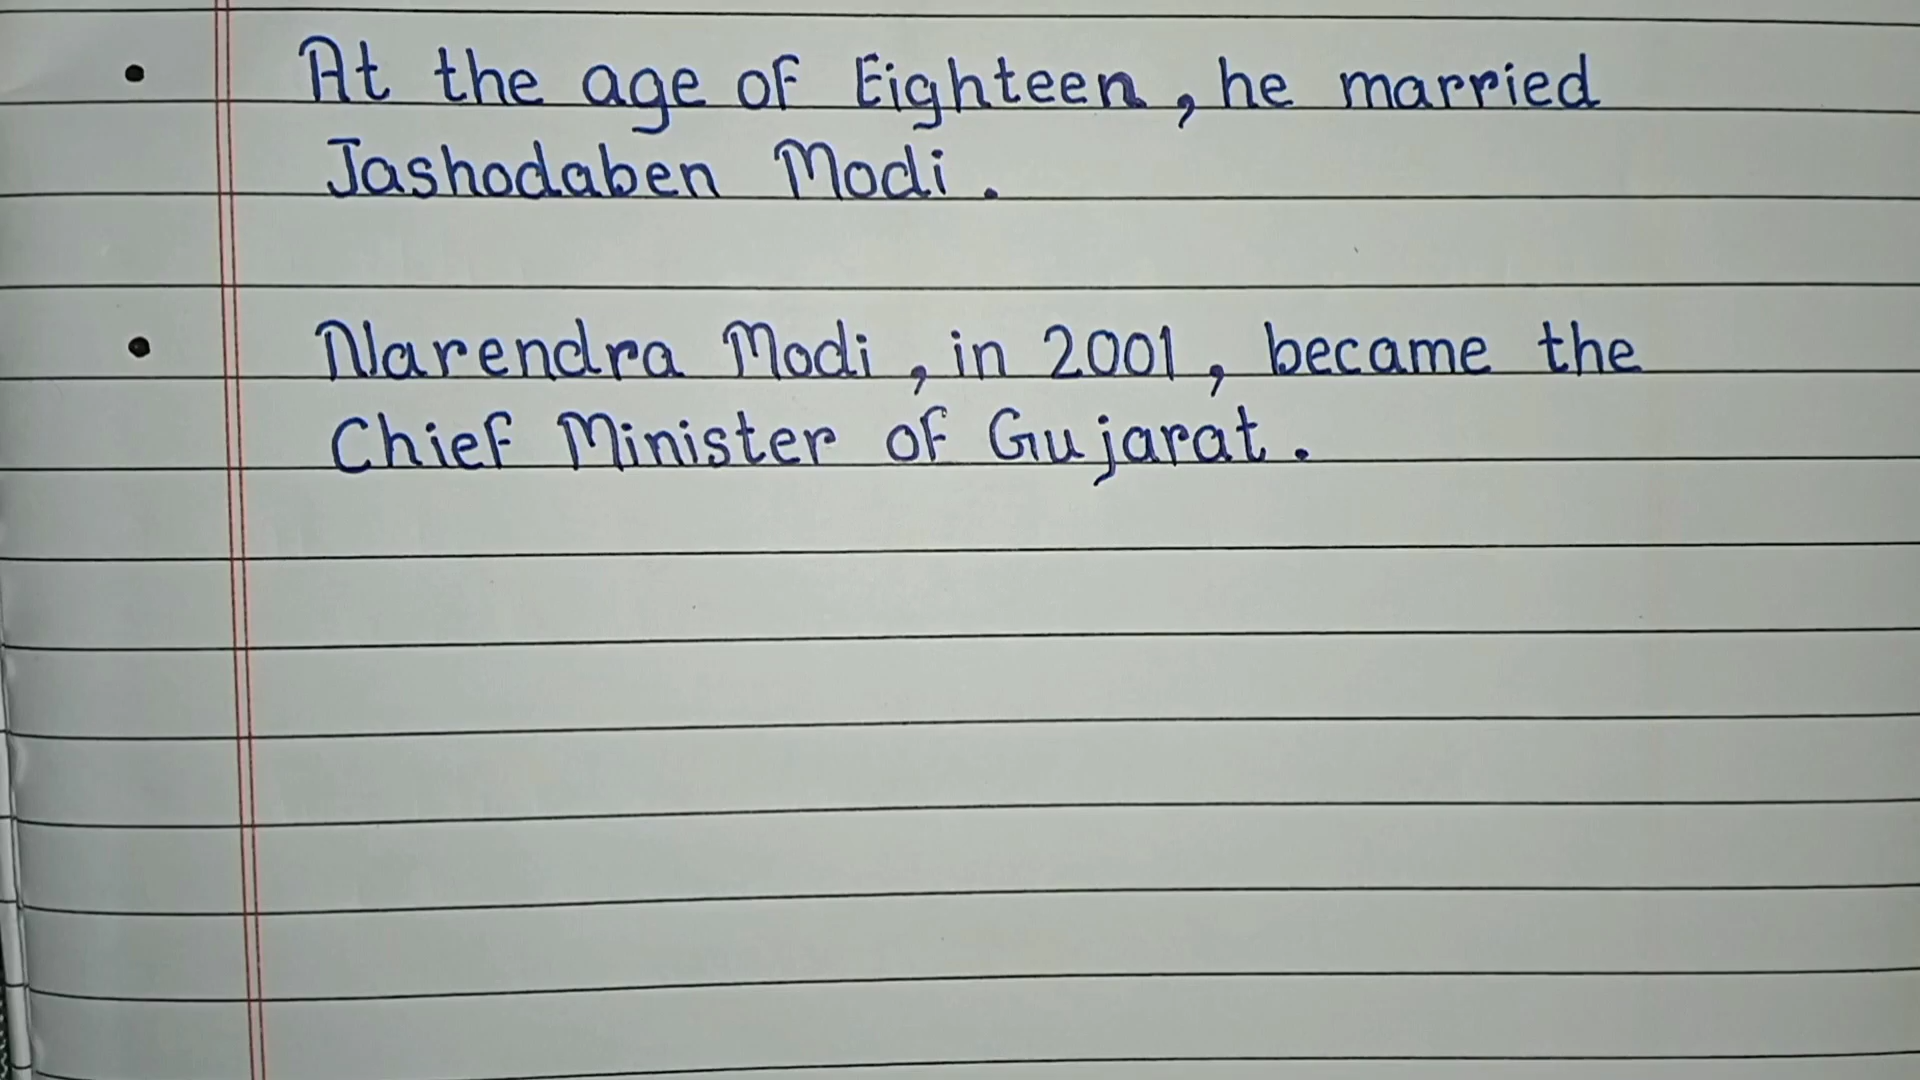 • At the age of Eighteen, he married
Jashodaben Modi.
• Narendra Modi, in 2001, became the
Chief Minister of Gujarat.